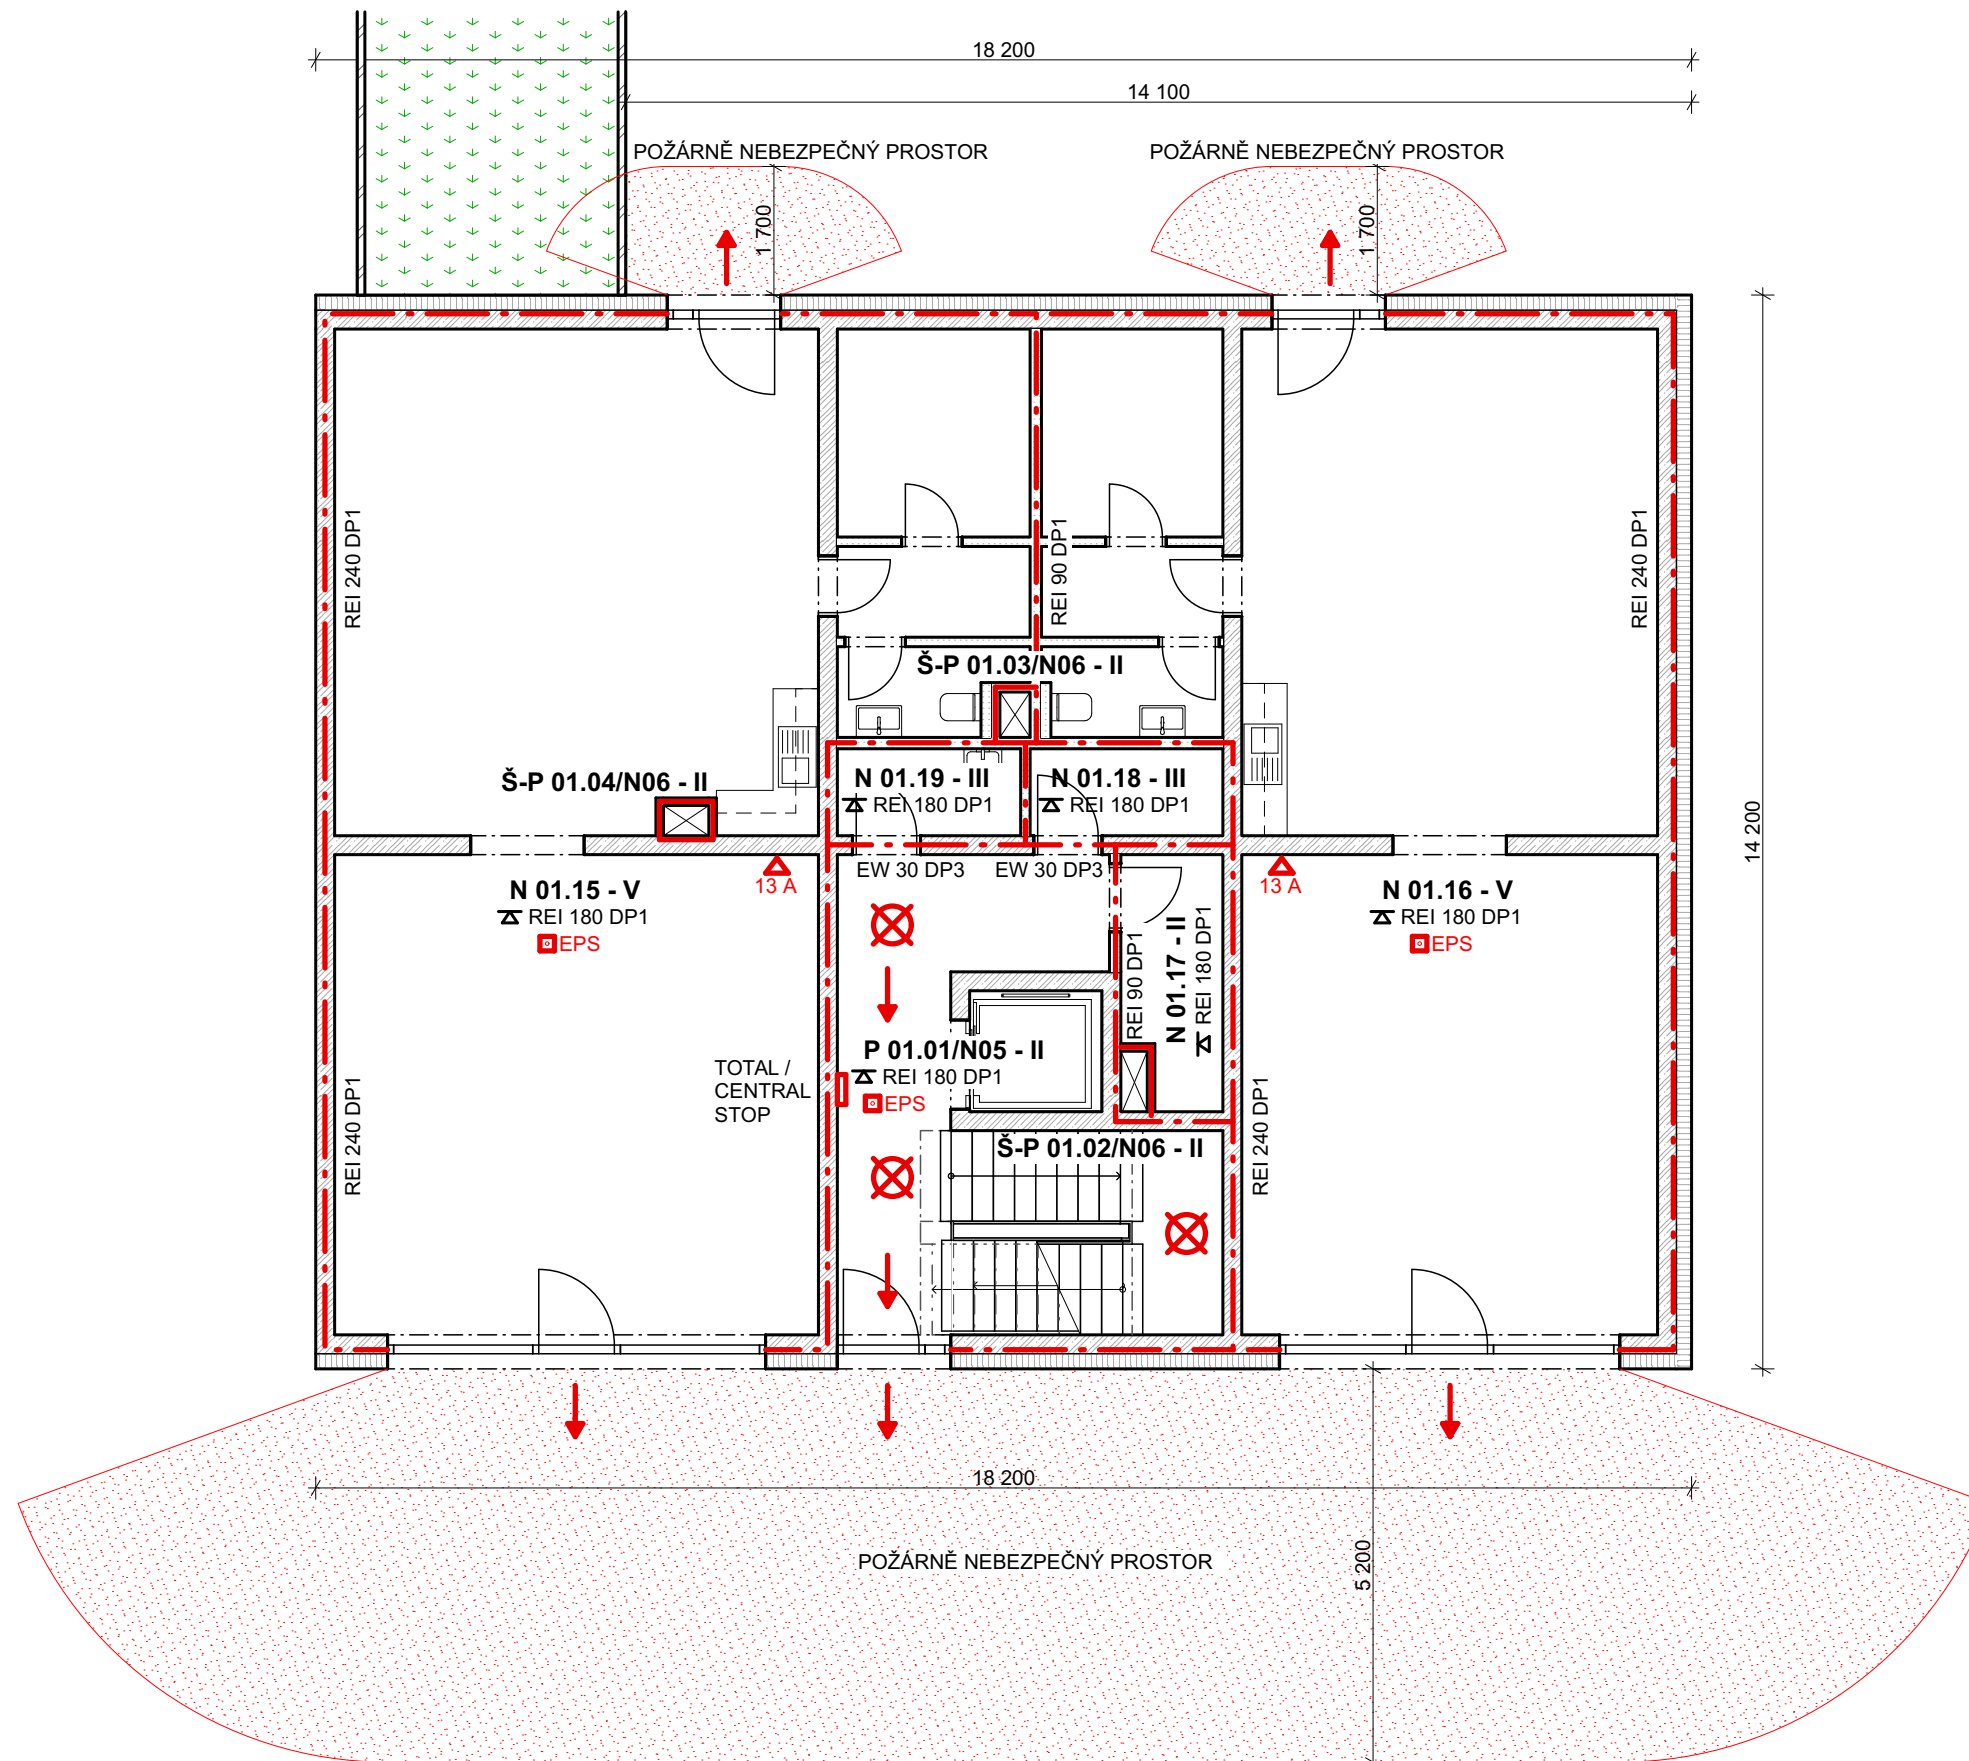 18 200
14 100
POŽÁRNĚ NEBEZPEČNÝ PROSTOR
POŽÁRNĚ NEBEZPEČNÝ PROSTOR
1 700
1 700
REI 240 DP1
REI 90 DP1
REI 240 DP1
Š-P 01.03/N06 - II
Š-P 01.04/N06 - II
N 01.19 - III
REI 180 DP1
N 01.18 - III
REI 180 DP1
14 200
EW 30 DP3
EW 30 DP3
13 A
13 A
N 01.15 - V
REI 180 DP1
EPS
N 01.16 - V
REI 180 DP1
EPS
REI 90 DP1
N 01.17 - II
REI 180 DP1
P 01.01/N05 - II
REI 180 DP1
EPS
TOTAL /
CENTRAL
STOP
REI 240 DP1
REI 240 DP1
Š-P 01.02/N06 - II
18 200
POŽÁRNĚ NEBEZPEČNÝ PROSTOR
5 200